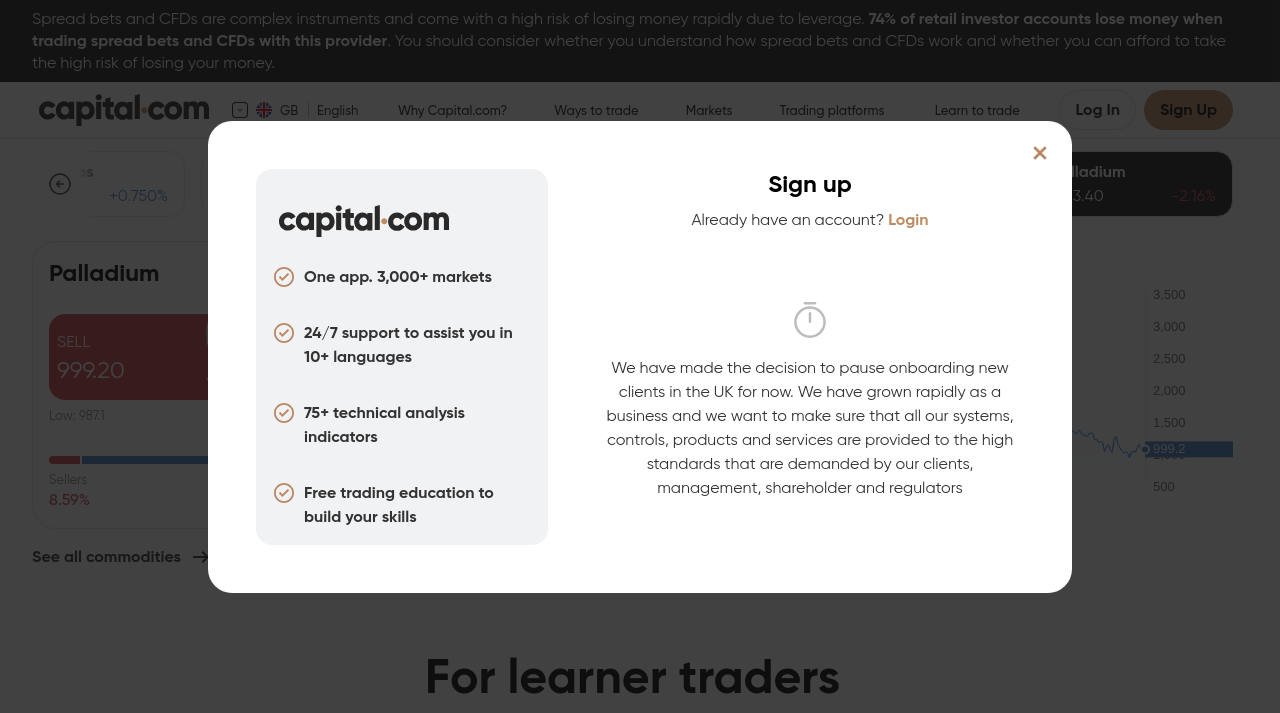 Spread bets and CFDs are complex instruments and come with a high risk of losing money rapidly due to leverage. 74% of retail investor accounts lose money when
trading spread bets and CFDs with this provider. You should consider whether you understand how spread bets and CFDs work and whether you can afford to take
the high risk of losing your money.
capital.com
GB
English
Why Capital.com?
Ways to trade
Markets
Trading platforms
Learn to trade
Log In
Sign Up
+0.750%
3.40
-2.16%
Palladium
SELL
999.20
Low: 987.1
Sellers
8.59%
See all commodities
3,500
3,000
2,500
2,000
1,500
999.2
500
capital.com
One app. 3,000+ markets
24/7 support to assist you in
10+ languages
75+ technical analysis
indicators
Free trading education to
build your skills
Sign up
Already have an account? Login
We have made the decision to pause onboarding new
clients in the UK for now. We have grown rapidly as a
business and we want to make sure that all our systems,
controls, products and services are provided to the high
standards that are demanded by our clients,
management, shareholder and regulators
For learner traders